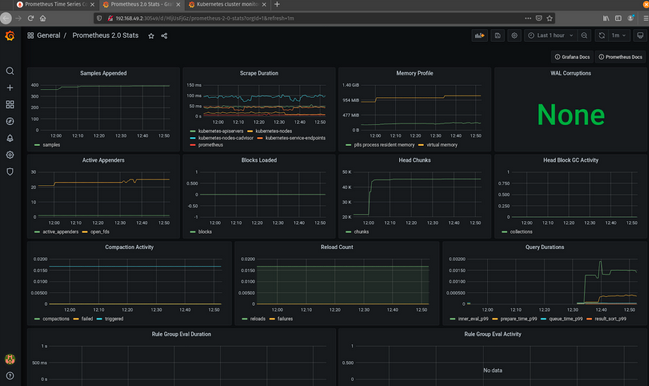 Prometheus Time Series C
Prometheus 2.0 Stats - Gr
Kubernetes cluster monit
192.168.49.2:30549/d/
/prometheus-2-0-stats?orgId=1&refresh=1m
General / Prometheus 2.0 Stats
Last 1 hour
1m
Grafana Docs
Prometheus Docs
Samples Appended
400
300
200
100
0
12:00 12:10 12:20 12:30 12:40 12:50
samples
Scrape Duration
150 ms
100 ms
50 ms
0 ms
12:00 12:10 12:20 12:30 12:40 12:50
kubernetes-apiservers kubernetes-nodes
kubernetes-nodes-cadvisor kubernetes-service-endpoints
prometheus
Memory Profile
1.40 GiB
954 MiB
477 MiB
0 B
12:00 12:10 12:20 12:30 12:40 12:50
p8s process resident memory virtual memory
WAL Corruptions
None
Active Appenders
30
20
10
0
12:00 12:10 12:20 12:30 12:40 12:50
active_appenders open_fds
Blocks Loaded
1
0.500
0
-0.50
-1
12:00 12:10 12:20 12:30 12:40 12:50
blocks
Head Chunks
50 K
40 K
30 K
20 K
12:00 12:10 12:20 12:30 12:40 12:50
chunks
Head Block GC Activity
1
0.750
0.500
0.250
0
12:00 12:10 12:20 12:30 12:40 12:50
collections
Compaction Activity
0.0200
0.0150
0.0100
0.00500
0
12:00 12:10 12:20 12:30 12:40 12:50
compactions failed triggered
Reload Count
0.0200
0.0150
0.0100
0.00500
0
12:00 12:10 12:20 12:30 12:40 12:50
reloads failures
Query Durations
0.0200
0.0150
0.0100
0.00500
0
12:00 12:10 12:20 12:30 12:40 12:50
inner_eval_p99 prepare_time_p99 queue_time_p99 result_sort_p99
Rule Group Eval Duration
1 s
500 ms
0 s
Rule Group Eval Activity
1 s
No data
0 s